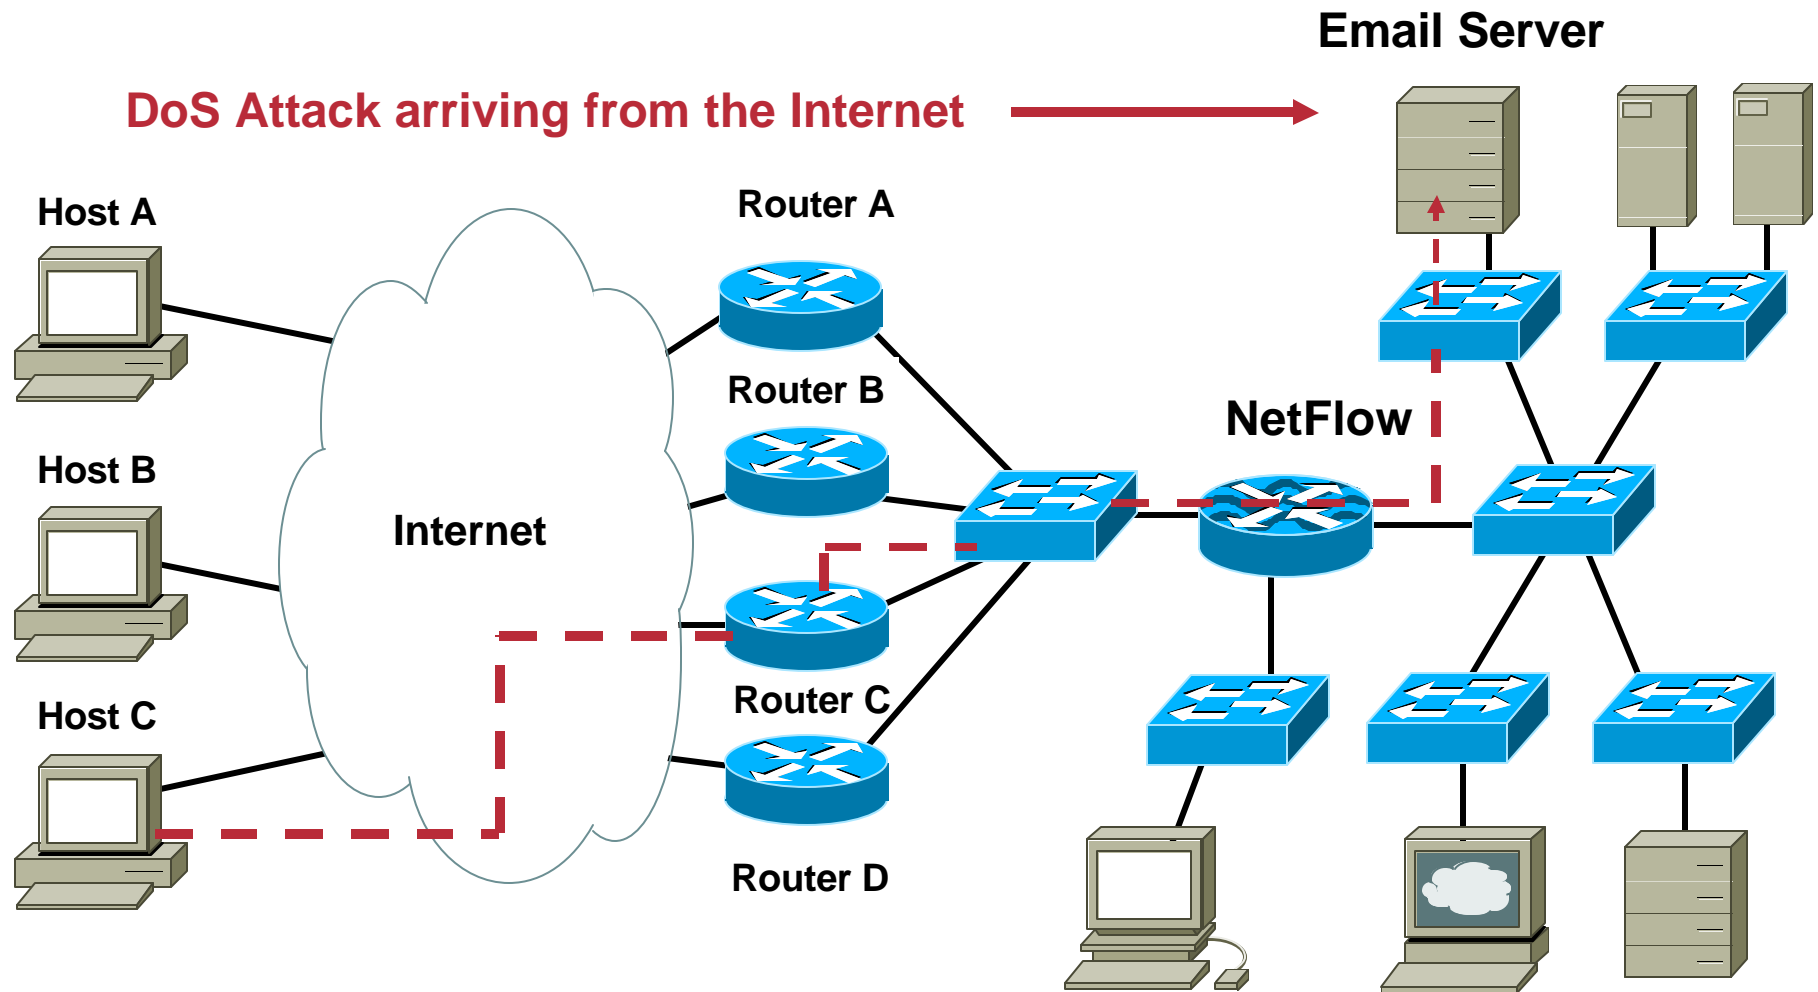 Email Server
DoS Attack arriving from the Internet
Host A
Router A
Router B
NetFlow
Host B
Internet
Router C
Host C
Router D